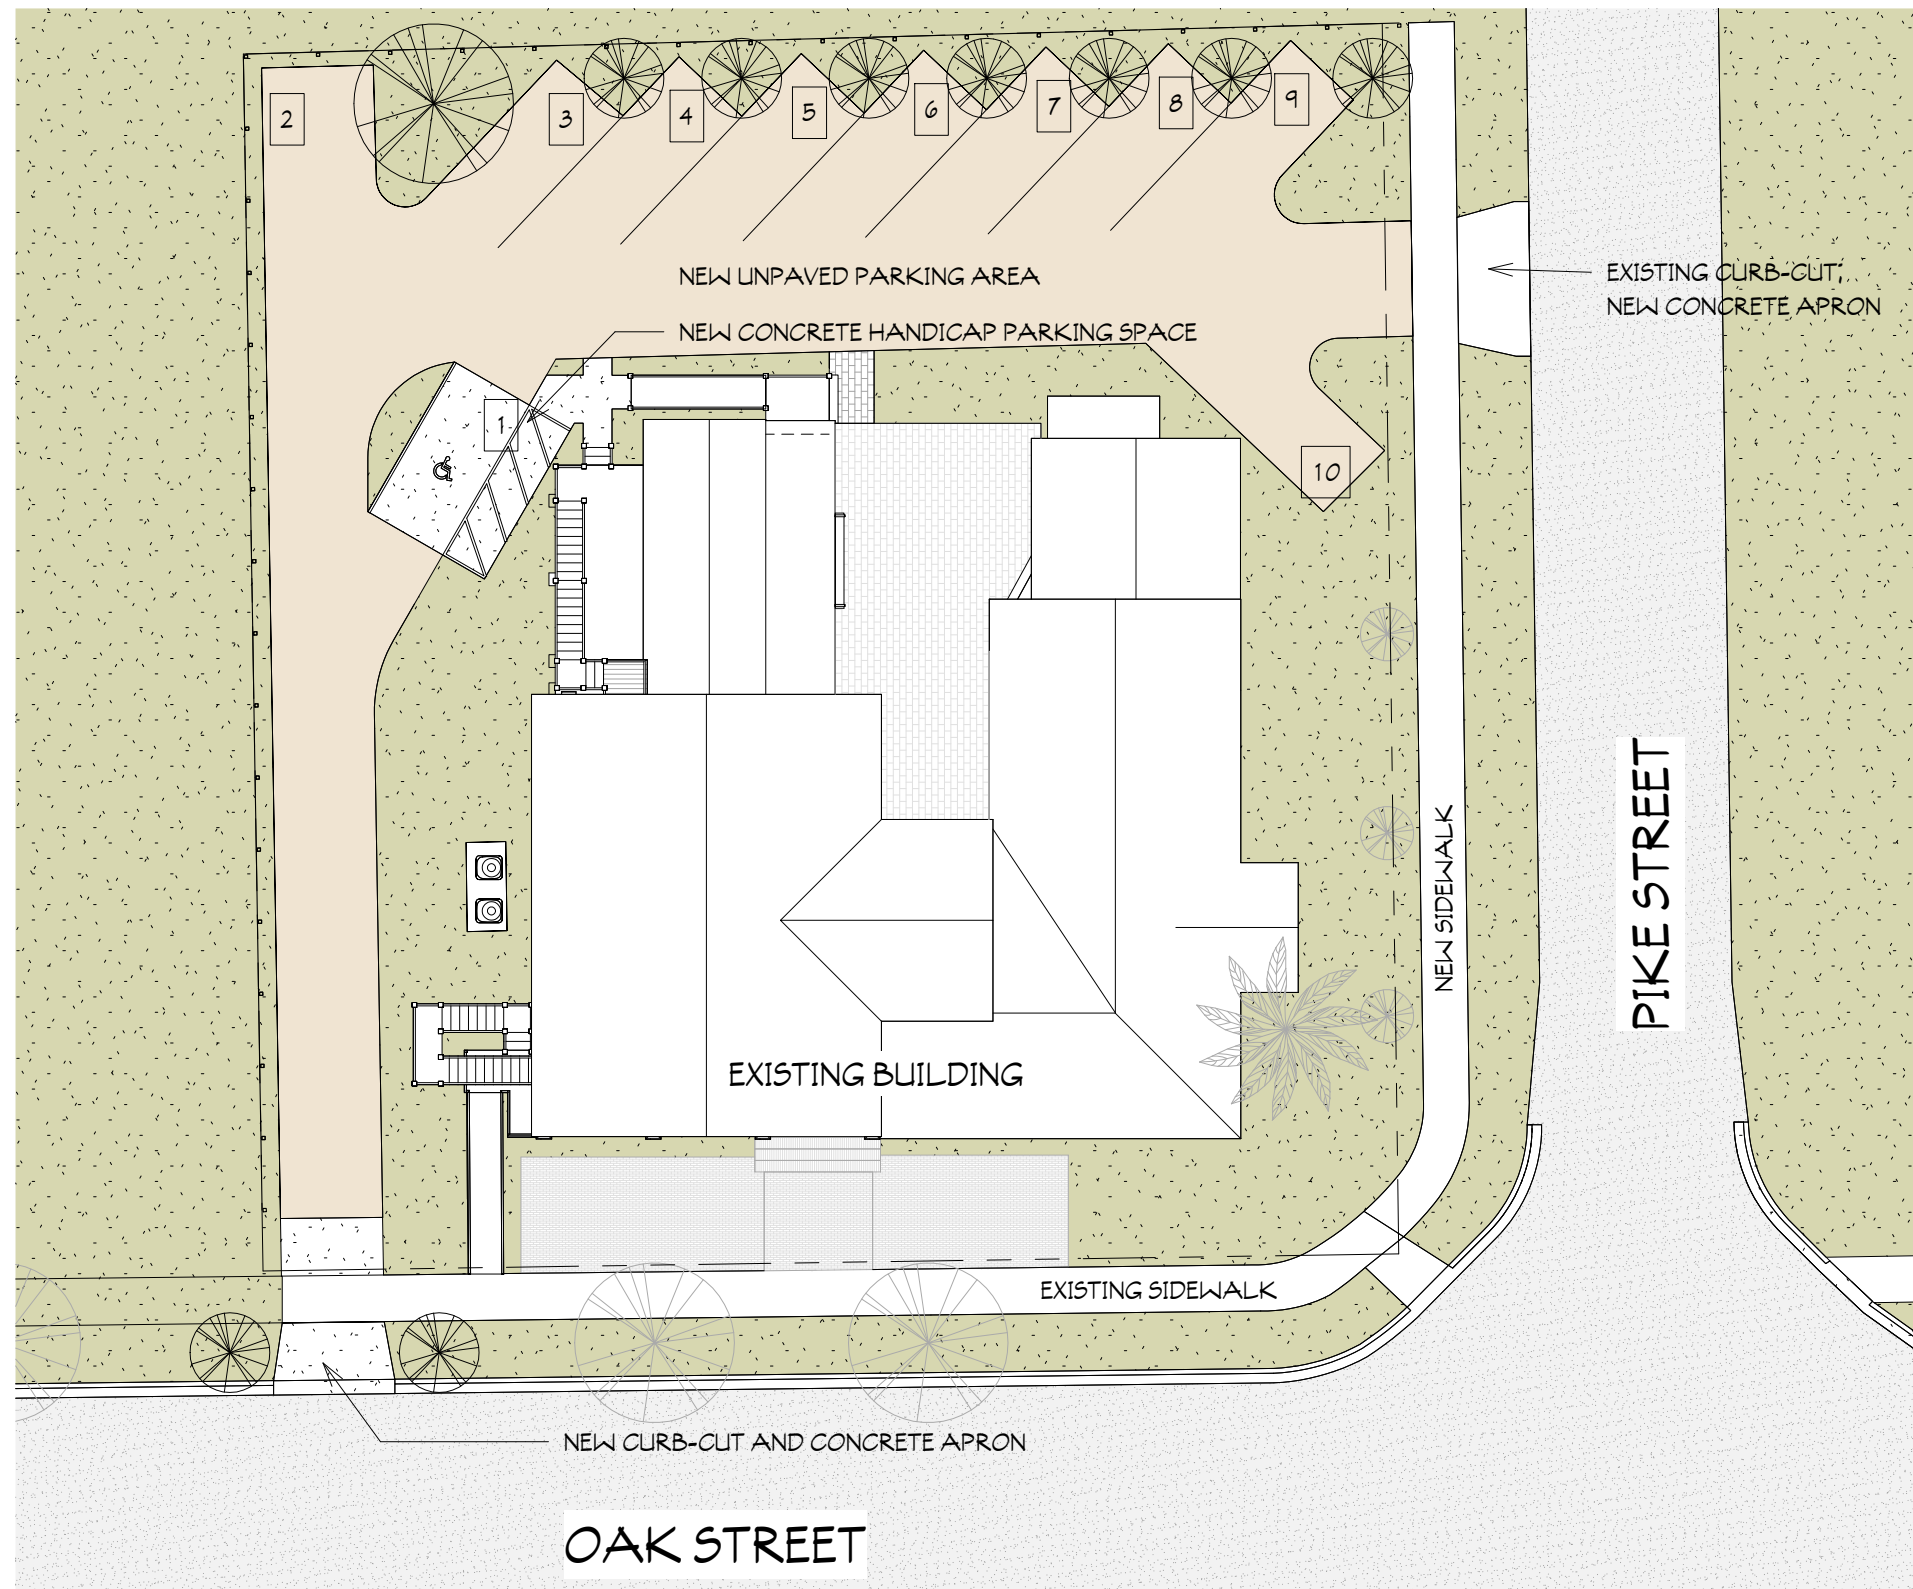 2
3
4
5
6
7
8
9
NEW UNPAVED PARKING AREA
EXISTING CURB-CUT;
NEW CONCRETE APRON
NEW CONCRETE HANDICAP PARKING SPACE
1
10
PIKE STREET
NEW SIDEWALK
EXISTING BUILDING
EXISTING SIDEWALK
NEW CURB-CUT AND CONCRETE APRON
OAK STREET